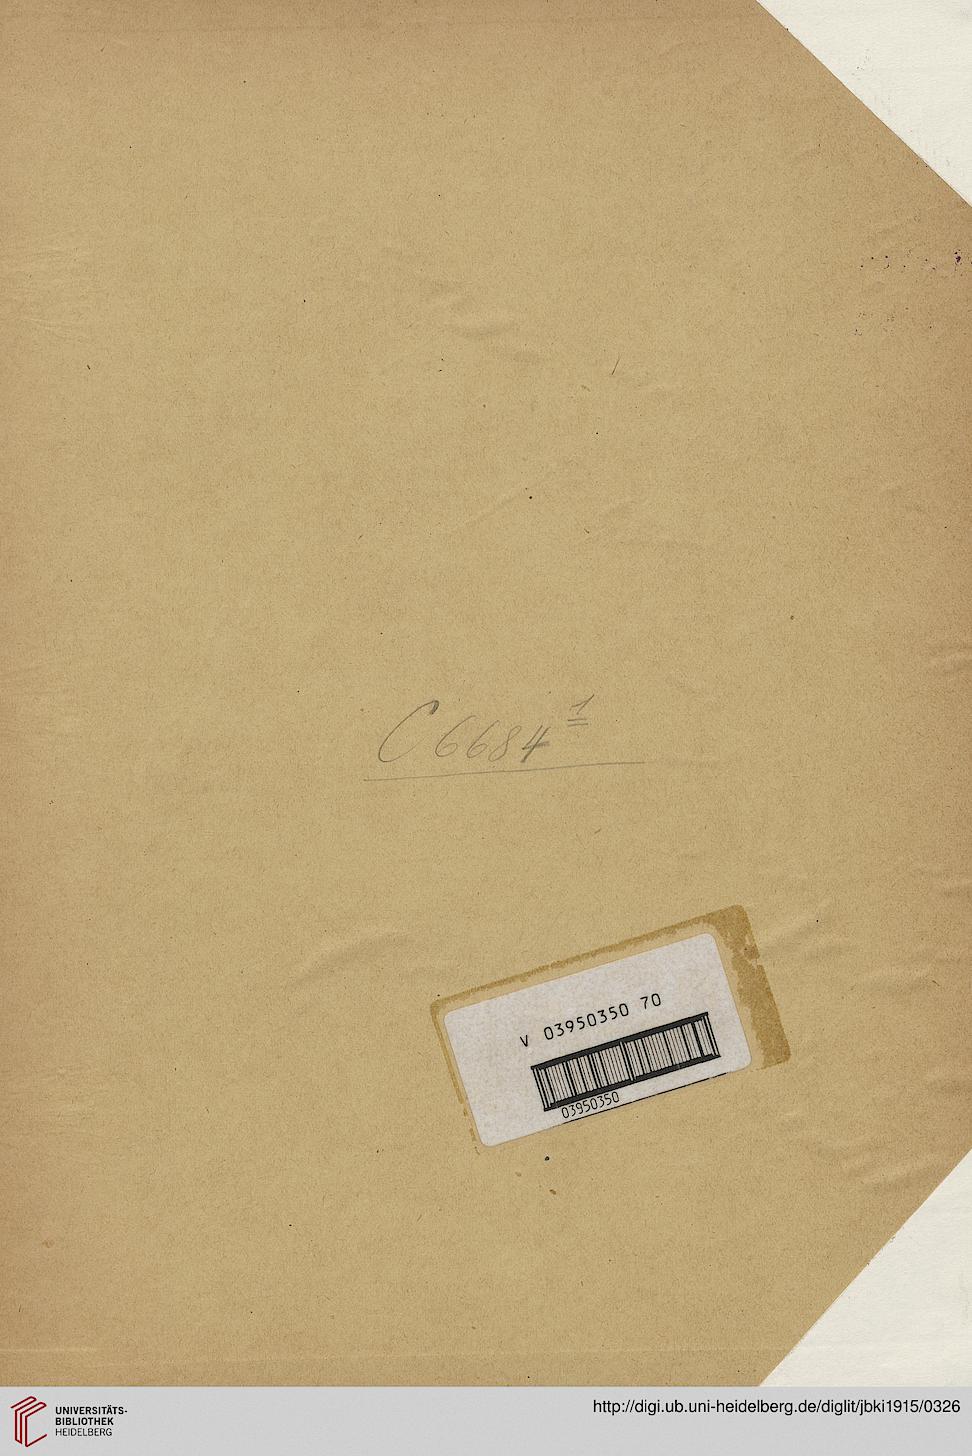 C 6684 1
V 03950350 70
03950350
UNIVERSITÄTS-
BIBLIOTHEK
HEIDELBERG
http://digi.ub.uni-heidelberg.de/diglit/jbki1915/0326